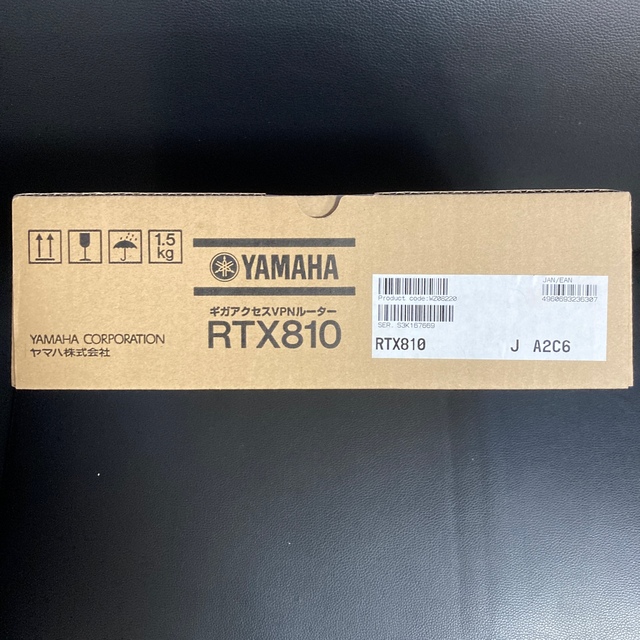 1.5
kg
YAMAHA
ギガアクセスVPNルーター
RTX810
YAMAHA CORPORATION
ヤマハ株式会社
JAN/EAN
Product code:WZ08220
4960693236307
SER. S3K167669
RTX810 J A2C6